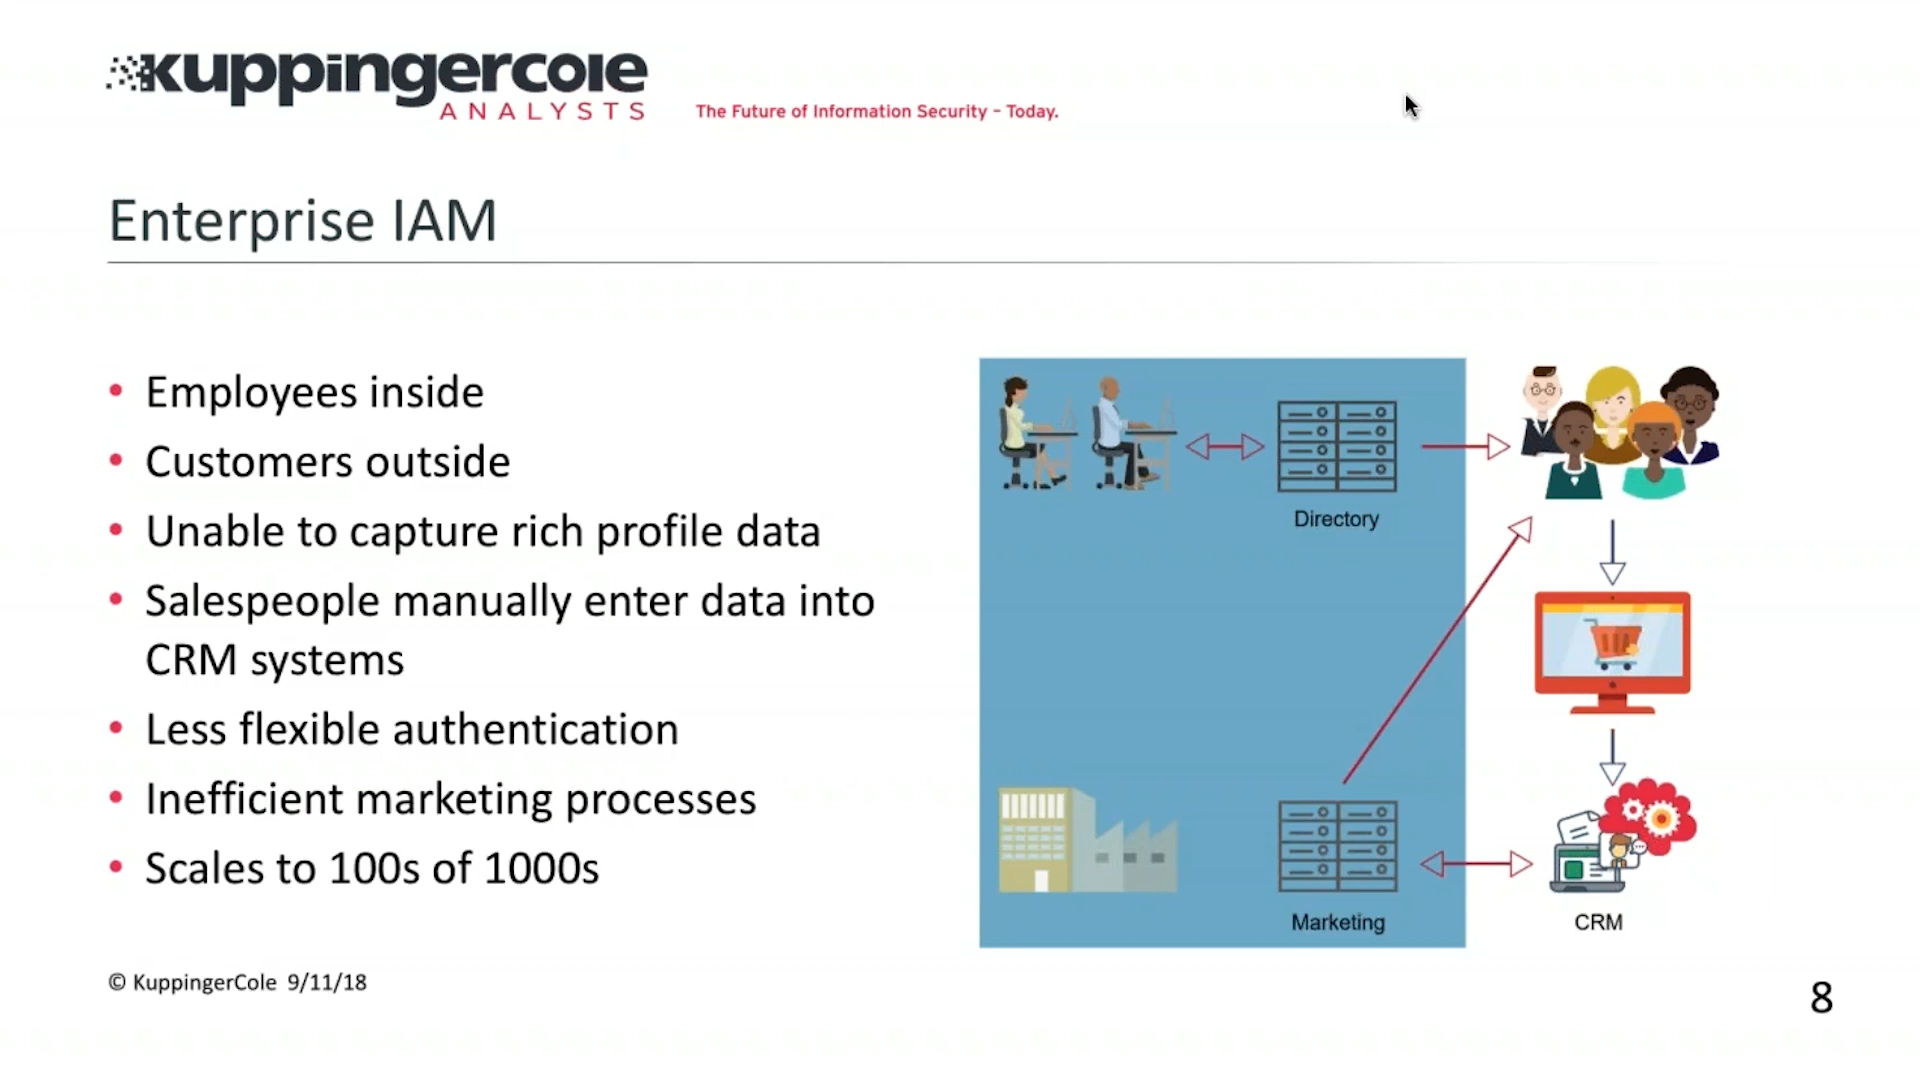 kuppingercole
ANALYSTS
The Future of Information Security – Today.
Enterprise IAM
• Employees inside
• Customers outside
• Unable to capture rich profile data
• Salespeople manually enter data into
CRM systems
• Less flexible authentication
• Inefficient marketing processes
• Scales to 100s of 1000s
Directory
Marketing
CRM
© KuppingerCole 9/11/18
8